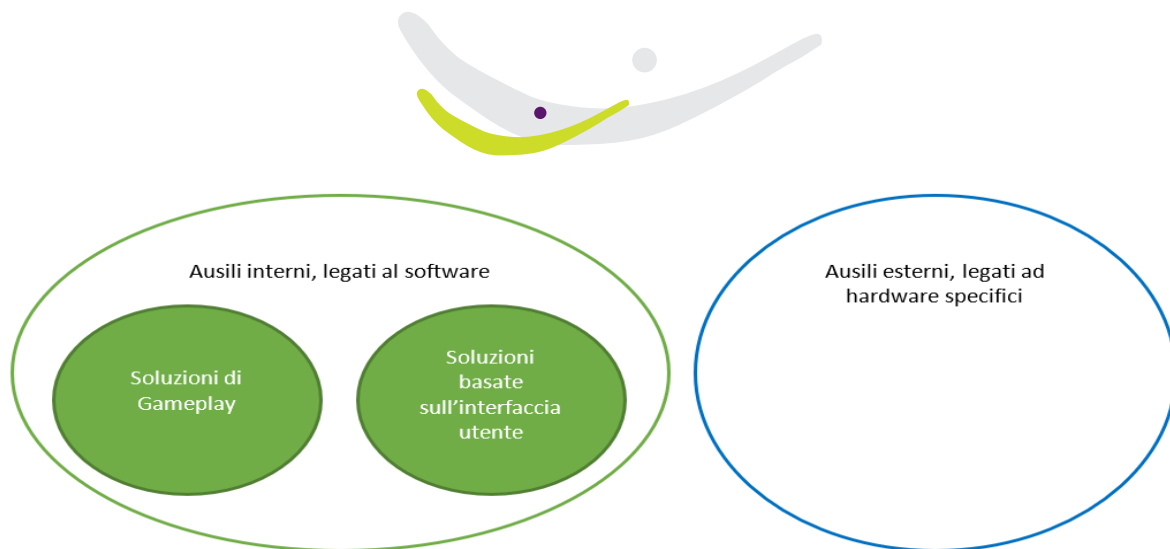 Ausili interni, legati al software
Soluzioni di
Gameplay
Soluzioni
basate
sull’interfaccia
utente
Ausili esterni, legati ad
hardware specifici